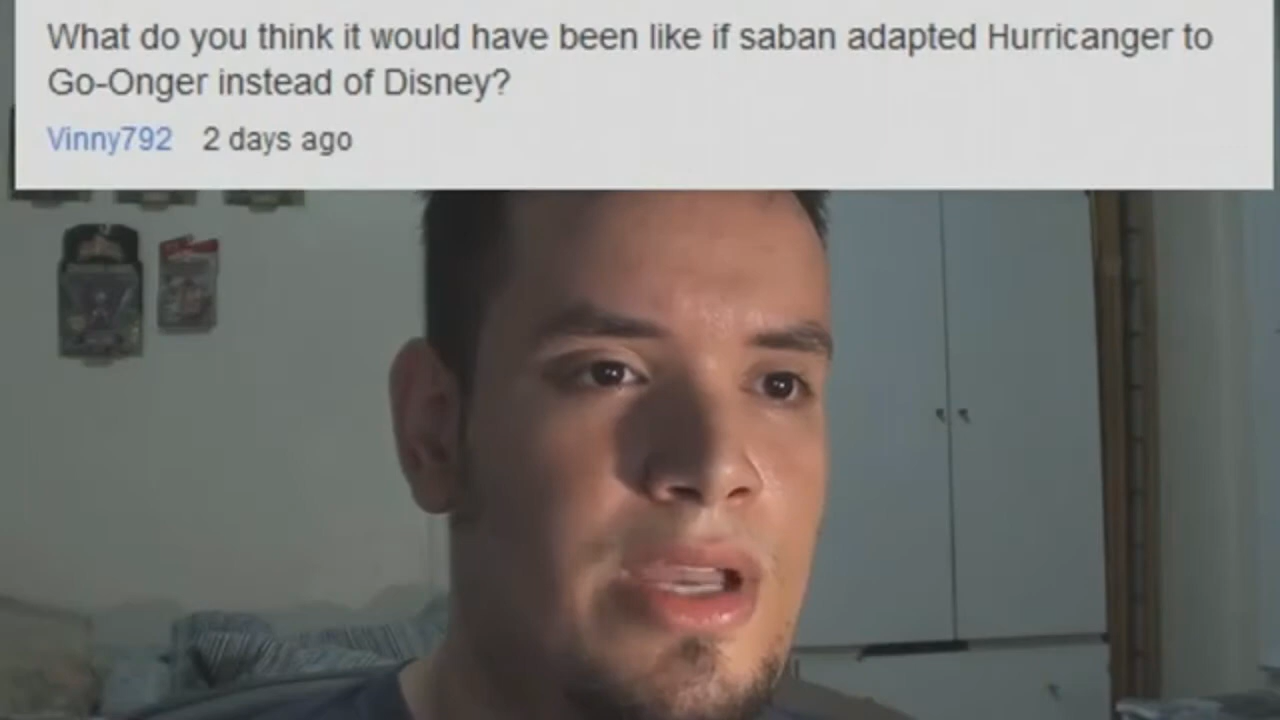 What do you think it would have been like if saban adapted Hurricanger to
Go-Onger instead of Disney?
Vinny792 2 days ago